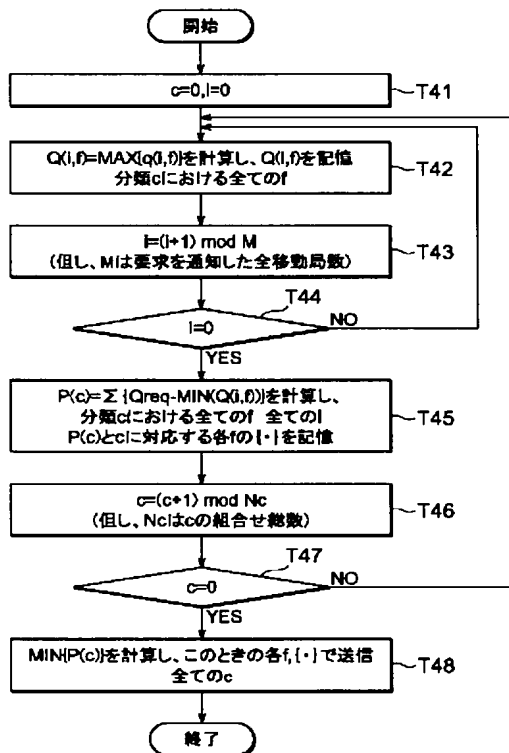 開始
c=0,i=0
T41
Q(i,f)=MAX{q(i,f)}を計算し、Q(i,f)を記憶
分類cにおける全てのf
T42
i=(i+1) mod M
(但し、Mは要求を通知した全移動局数)
T43
T44
i=0
NO
YES
P(c)=Σ{Qreq-MIN(Q(i,f))}を計算し、
分類cにおける全てのf 全てのi
P(c)とcに対応する各fの{・}を記憶
T45
c=(c+1) mod Nc
(但し、Ncはcの組合せ総数)
T46
T47
c=0
NO
YES
MIN{P(c)}を計算し、このときの各f,{・}で送信
全てのc
T48
終了